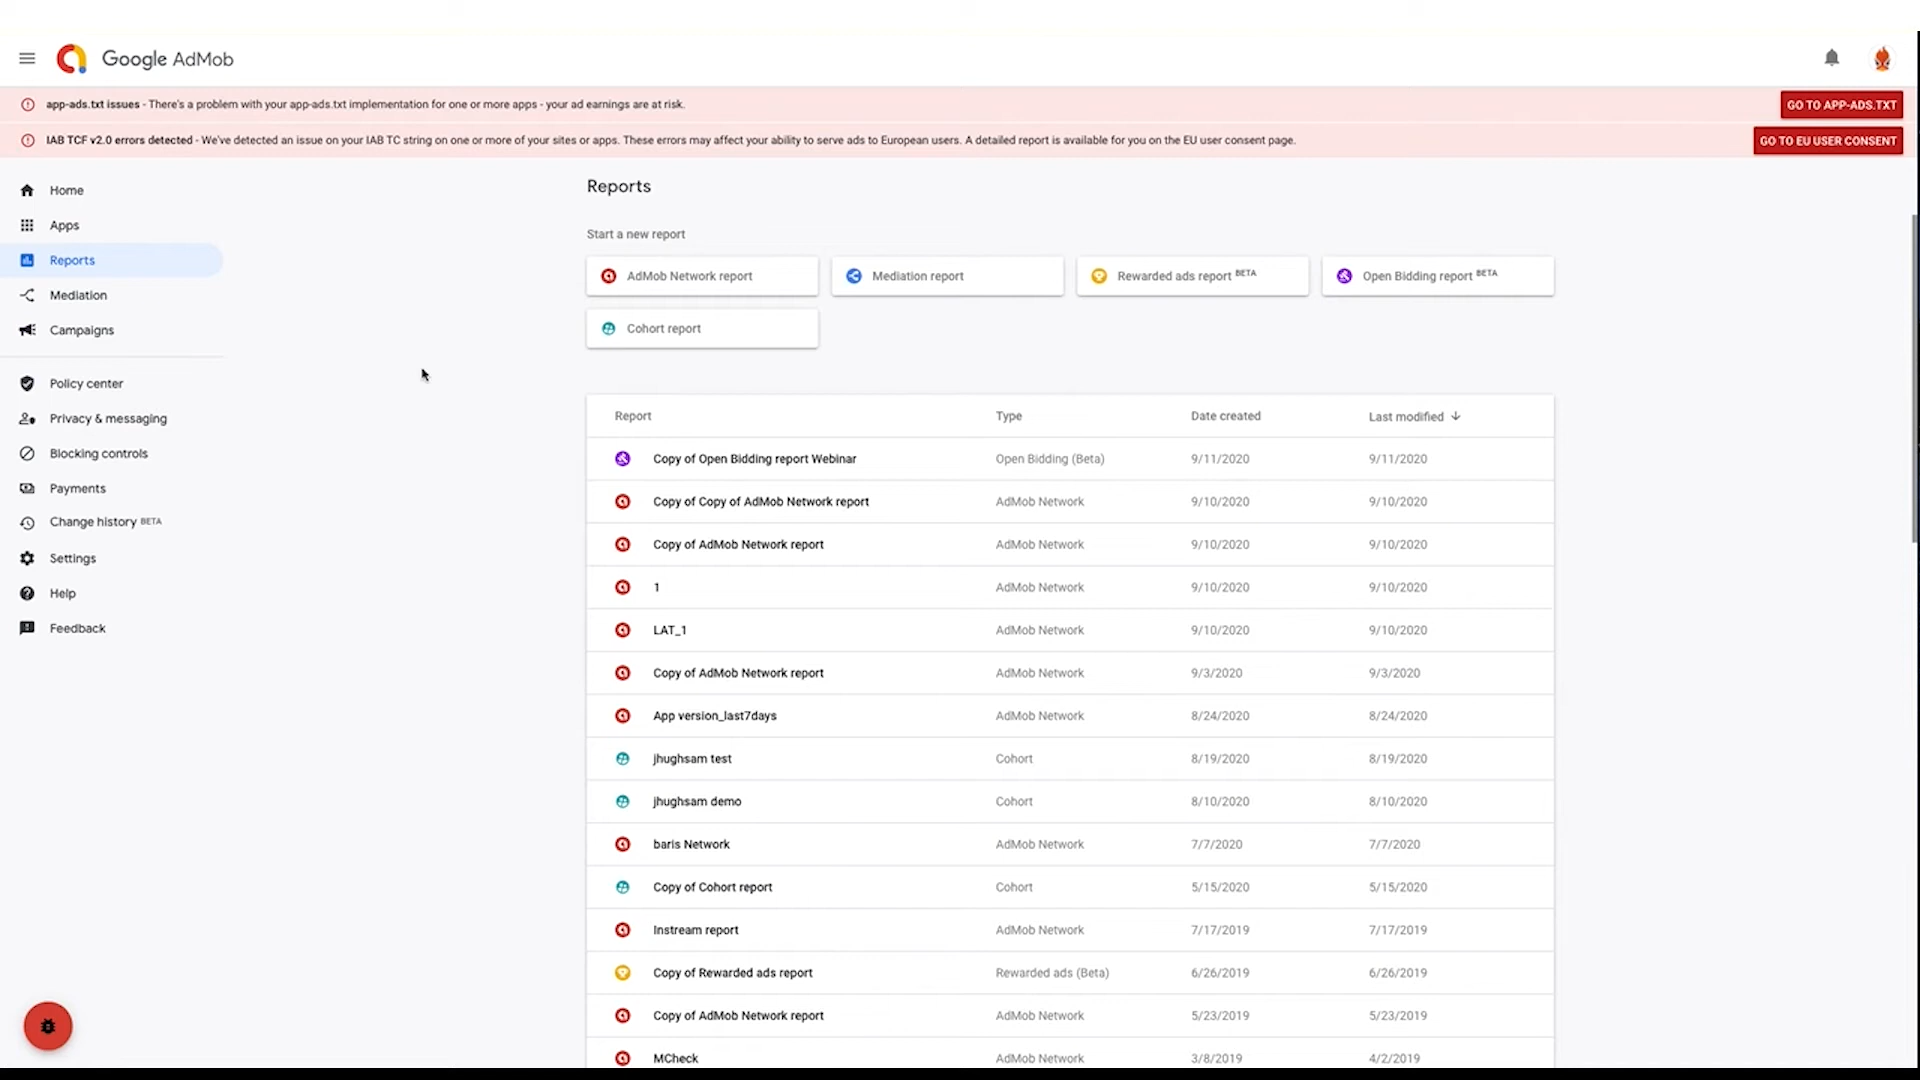 Google AdMob
app-ads.txt issues - There's a problem with your app-ads.txt implementation for one or more apps - your ad earnings are at risk.
GO TO APP-ADS.TXT
IAB TCF v2.0 errors detected - We've detected an issue on your IAB TC string on one or more of your sites or apps. These errors may affect your ability to serve ads to European users. A detailed report is available for you on the EU user consent page.
GO TO EU USER CONSENT
Home
Apps
Reports
Mediation
Campaigns
Policy center
Privacy & messaging
Blocking controls
Payments
Change history BETA
Settings
Help
Feedback
Reports
Start a new report
AdMob Network report
Mediation report
Rewarded ads report BETA
Open Bidding report BETA
Cohort report
Report Type Date created Last modified
Copy of Open Bidding report Webinar Open Bidding (Beta) 9/11/2020 9/11/2020
Copy of Copy of AdMob Network report AdMob Network 9/10/2020 9/10/2020
Copy of AdMob Network report AdMob Network 9/10/2020 9/10/2020
1 AdMob Network 9/10/2020 9/10/2020
LAT_1 AdMob Network 9/10/2020 9/10/2020
Copy of AdMob Network report AdMob Network 9/3/2020 9/3/2020
App version_last7days AdMob Network 8/24/2020 8/24/2020
jhughsam test Cohort 8/19/2020 8/19/2020
jhughsam demo Cohort 8/10/2020 8/10/2020
baris Network AdMob Network 7/7/2020 7/7/2020
Copy of Cohort report Cohort 5/15/2020 5/15/2020
Instream report AdMob Network 7/17/2019 7/17/2019
Copy of Rewarded ads report Rewarded ads (Beta) 6/26/2019 6/26/2019
Copy of AdMob Network report AdMob Network 5/23/2019 5/23/2019
MCheck AdMob Network 3/8/2019 4/2/2019